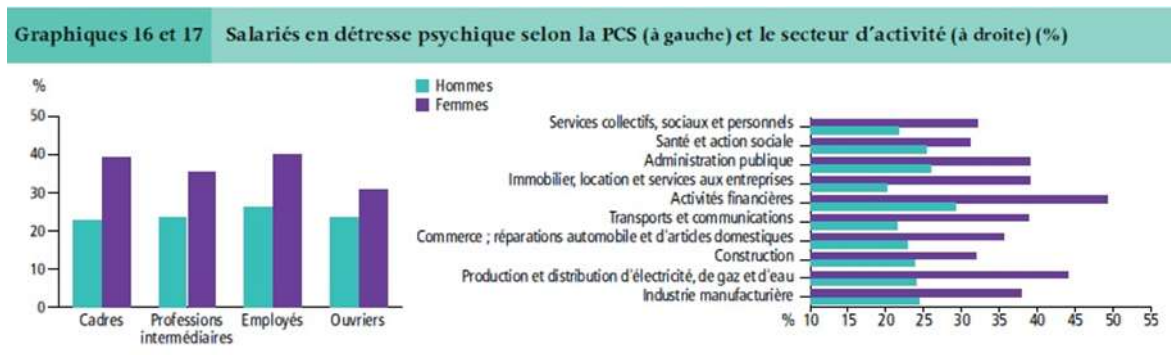 Graphiques 16 et 17
Salariés en détresse psychique selon la PCS (à gauche) et le secteur d'activité (à droite) (%)
%
50
40
30
20
10
0
Cadres
Professions
intermédiaires
Employés
Ouvriers
Hommes
Femmes
Services collectifs, sociaux et personnels
Santé et action sociale
Administration publique
Immobilier, location et services aux entreprises
Activités financières
Transports et communications
Commerce ; réparations automobile et d'articles domestiques
Construction
Production et distribution d'électricité, de gaz et d'eau
Industrie manufacturière
% 10 15 20 25 30 35 40 45 50 55